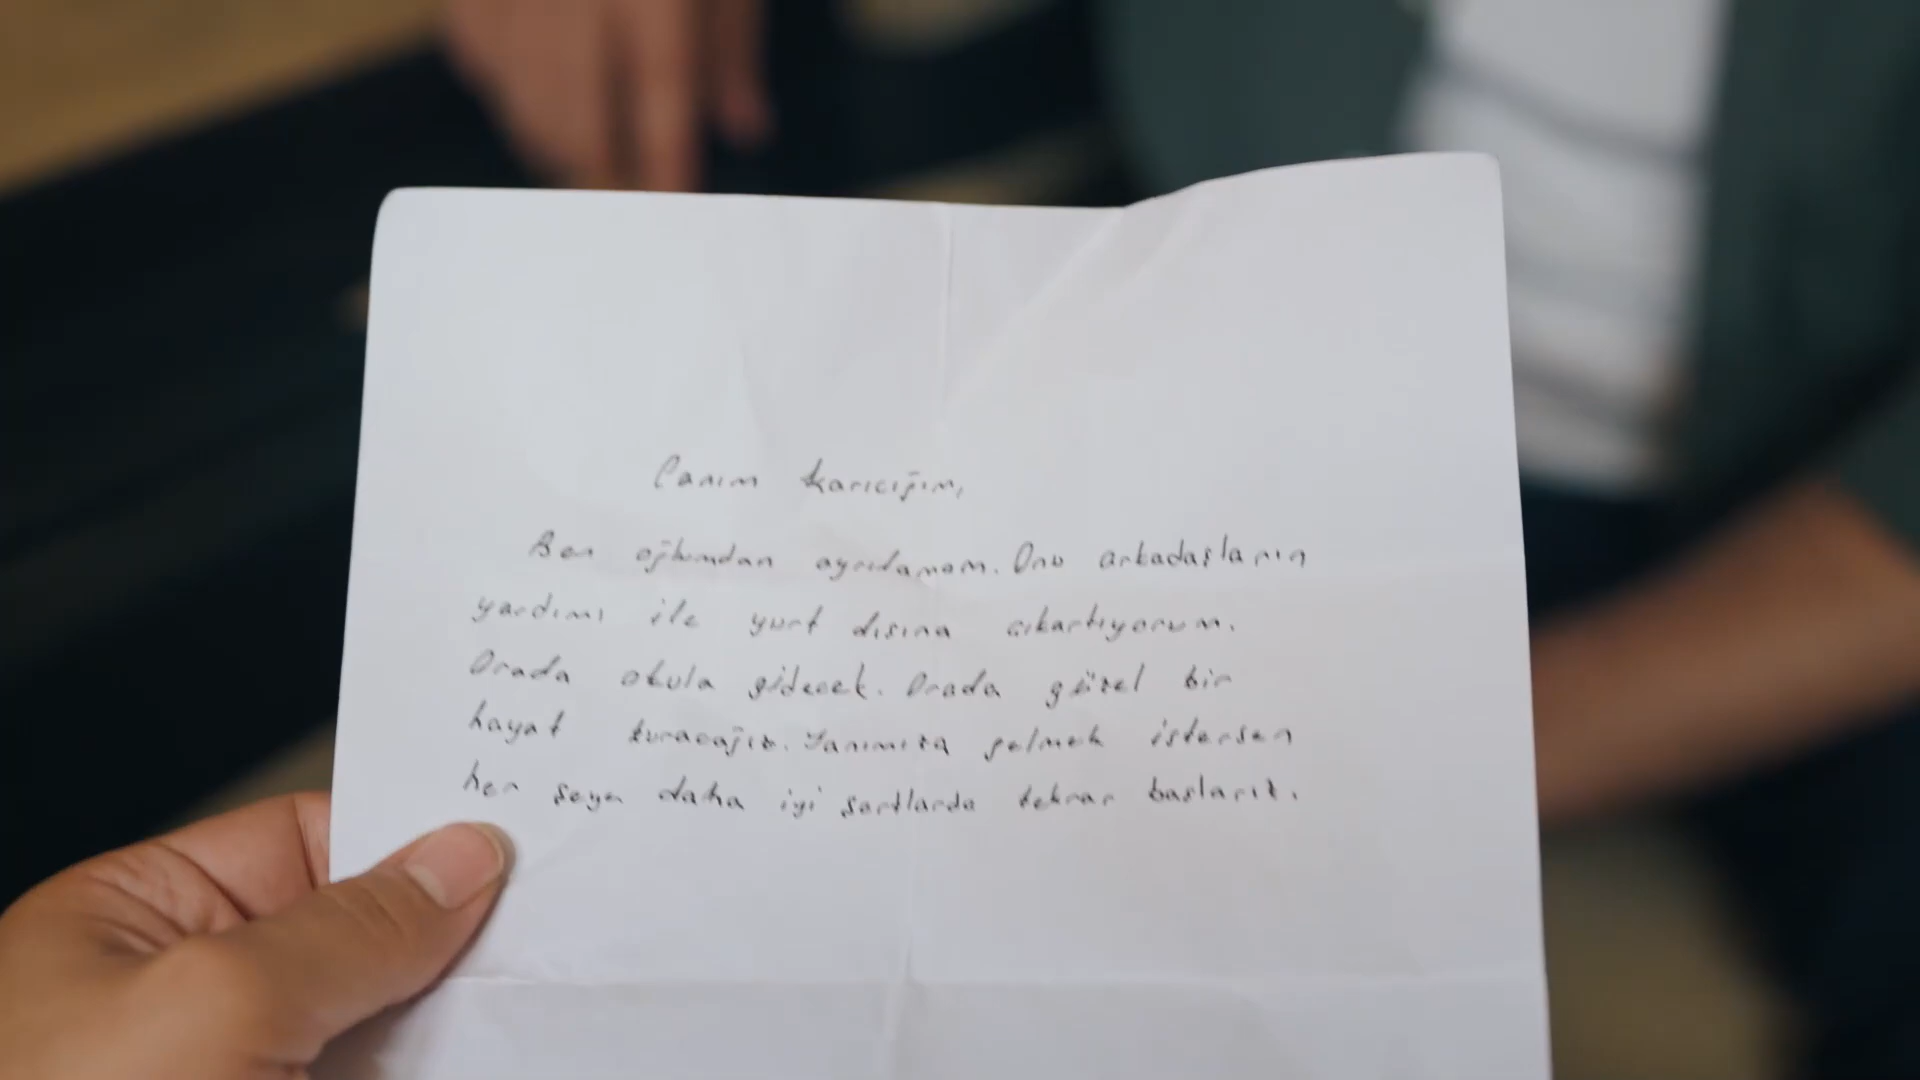 Canım karıcığım,
Ben oğlumdan ayrılamam. Onu arkadaşlarının
yardımı ile yurt dışına çıkartıyorum.
Orada okula gidecek. Orada güzel bir
hayat kuracağız. Yanımıza gelmek istersen
her şeye daha iyi şartlarda tekrar başlarız.